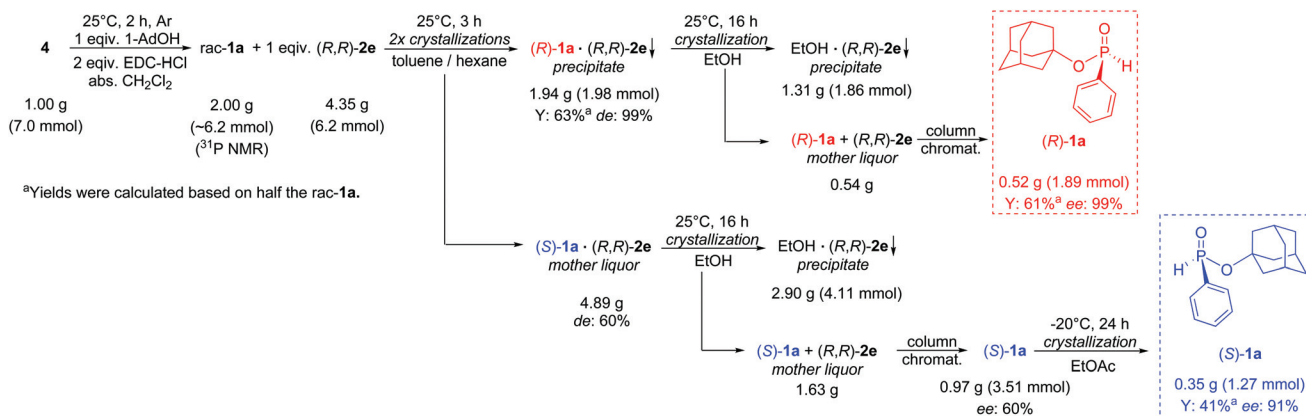 4
25°C, 2 h, Ar
1 equiv. 1-AdOH
2 equiv. EDC-HCl
abs. CH2Cl2
rac-1a + 1 equiv. (R,R)-2e
1.00 g
(7.0 mmol)
2.00 g
(~6.2 mmol)
(31P NMR)
4.35 g
(6.2 mmol)
aYields were calculated based on half the rac-1a.
25°C, 3 h
2x crystallizations
toluene / hexane
(R)-1a · (R,R)-2e↓
precipitate
1.94 g (1.98 mmol)
Y: 63%a de: 99%
25°C, 16 h
crystallization
EtOH
EtOH · (R,R)-2e↓
precipitate
1.31 g (1.86 mmol)
(R)-1a + (R,R)-2e
mother liquor
0.54 g
column
chromat.
O
P
O
H
(R)-1a
0.52 g (1.89 mmol)
Y: 61%a ee: 99%
(S)-1a · (R,R)-2e
mother liquor
4.89 g
de: 60%
25°C, 16 h
crystallization
EtOH
EtOH · (R,R)-2e↓
precipitate
2.90 g (4.11 mmol)
(S)-1a + (R,R)-2e
mother liquor
1.63 g
column
chromat.
(S)-1a
0.97 g (3.51 mmol)
ee: 60%
-20°C, 24 h
crystallization
EtOAc
O
H
P
O
(S)-1a
0.35 g (1.27 mmol)
Y: 41%a ee: 91%